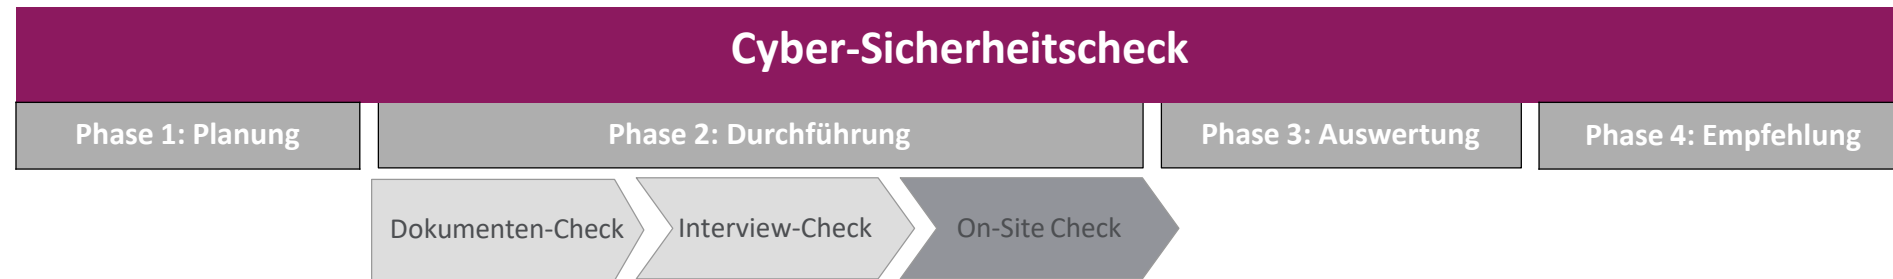 Cyber-Sicherheitscheck
Phase 1: Planung
Phase 2: Durchführung
Phase 3: Auswertung
Phase 4: Empfehlung
Dokumenten-Check
Interview-Check
On-Site Check